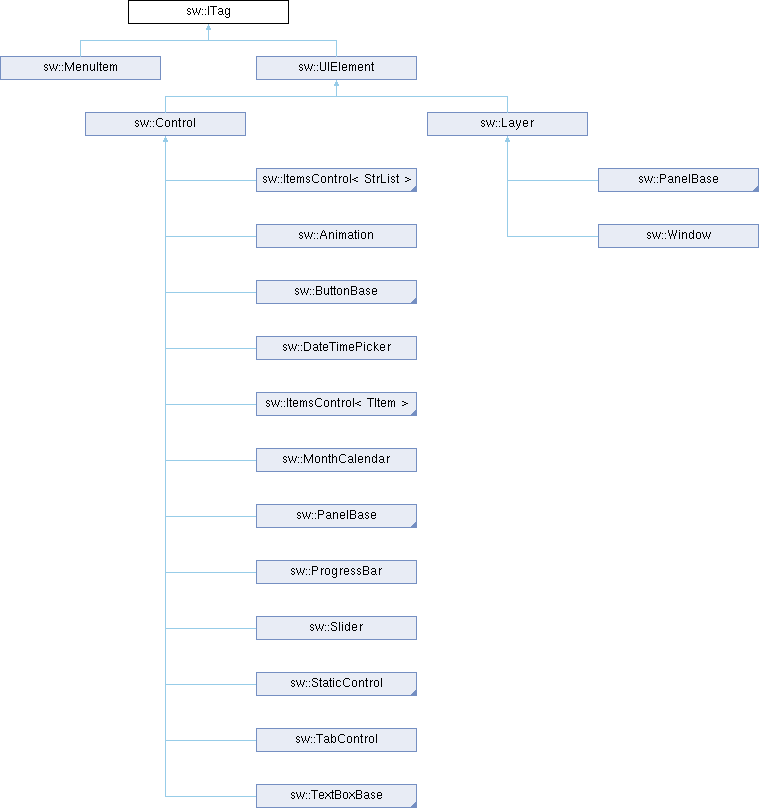 sw::ITag
sw::MenuItem
sw::UIElement
sw::Control
sw::Layer
sw::ItemsControl< StrList >
sw::PanelBase
sw::Animation
sw::Window
sw::ButtonBase
sw::DateTimePicker
sw::ItemsControl< TItem >
sw::MonthCalendar
sw::PanelBase
sw::ProgressBar
sw::Slider
sw::StaticControl
sw::TabControl
sw::TextBoxBase